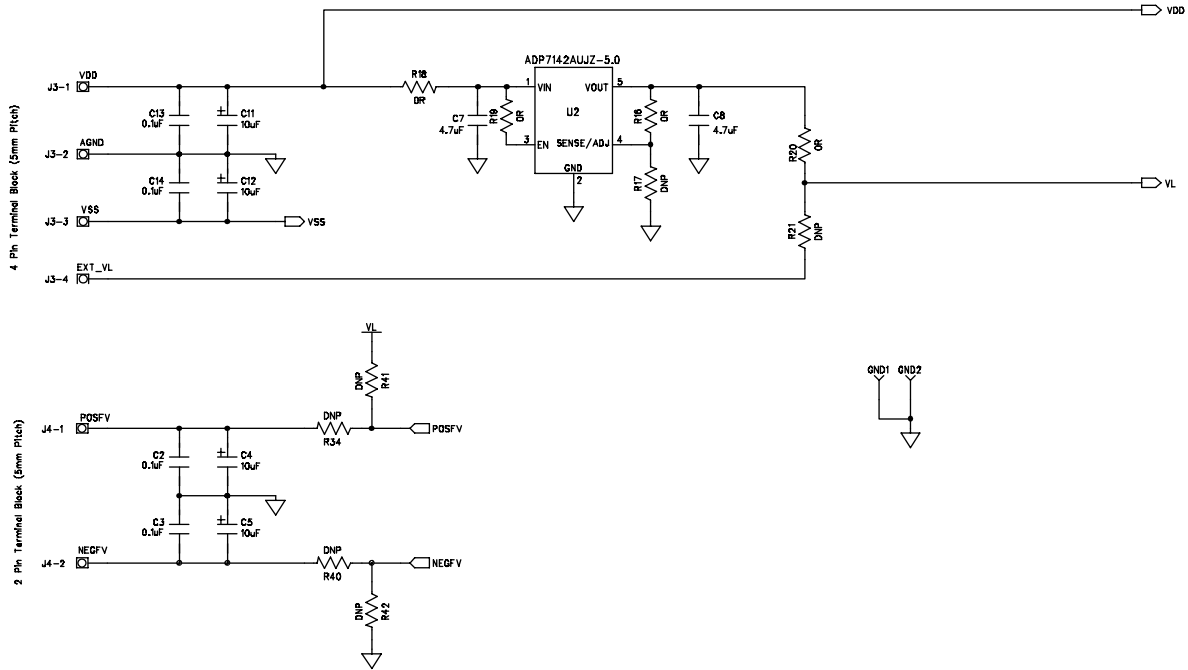 VDD
ADP7142AUJZ-5.0
4 Pin Terminal Block (5mm Pitch)
J3-1
VDD
R18
0R
1
VIN
VOUT
5
U2
C13
0.1uF
C11
10uF
C7
4.7uF
R19
0R
R16
0R
C8
4.7uF
3
EN
SENSE/ADJ
4
GND
2
R20
0R
J3-2
AGND
R17
DNP
VL
C14
0.1uF
C12
10uF
J3-3
VSS
VSS
R21
DNP
J3-4
EXT_VL
VL
DNP
R41
GND1 GND2
2 Pin Terminal Block (5mm Pitch)
J4-1
POSFV
DNP
R34
POSFV
C2
0.1uF
C4
10uF
C3
0.1uF
C5
10uF
J4-2
NEGFV
DNP
R40
NEGFV
DNP
R42